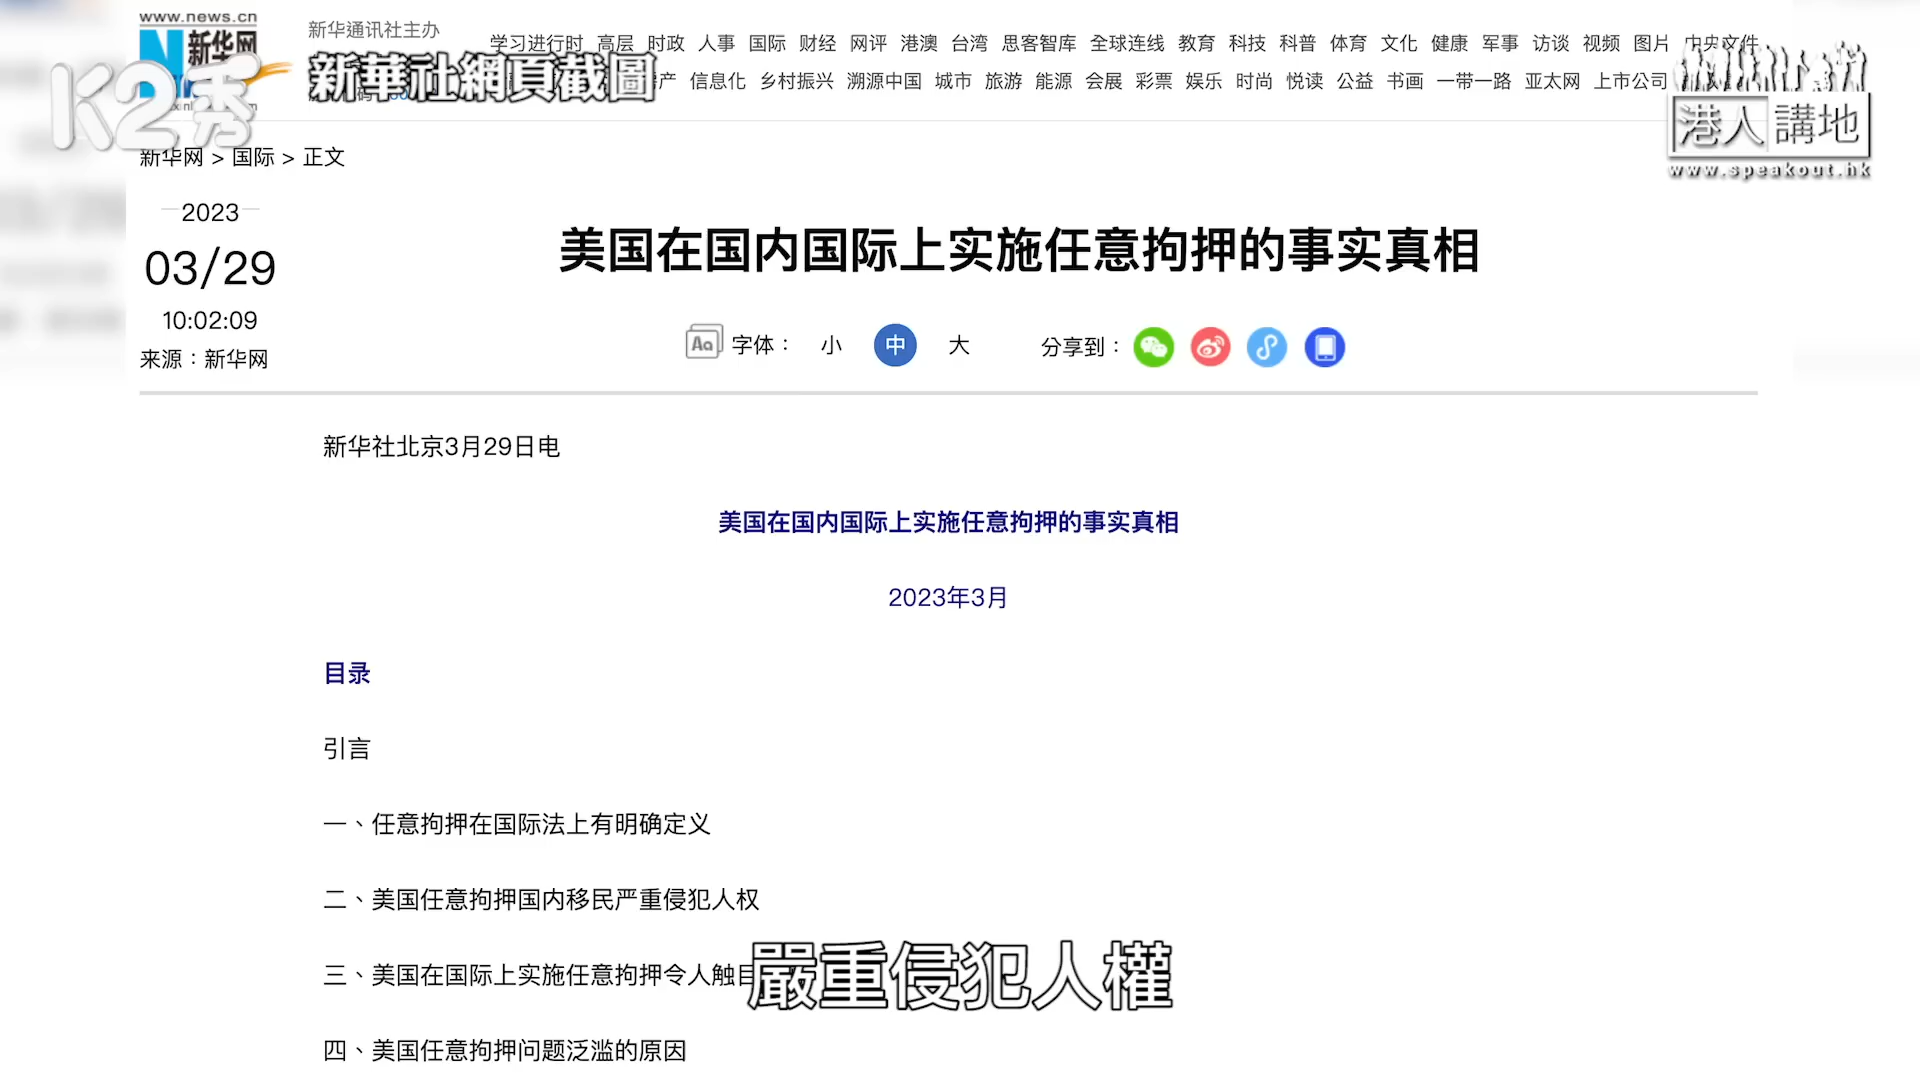 www.news.cn
新华网
新华通讯社主办
学习进行时 高层 时政 人事 国际 财经 网评 港澳 台湾 思客智库 全球连线 教育 科技 科普 体育 文化 健康 军事 访谈 视频 图片 中央文件
信息化 乡村振兴 溯源中国 城市 旅游 能源 会展 彩票 娱乐 时尚 悦读 公益 书画 一带一路 亚太网 上市公司
K2秀
新華社網頁截圖
港人講地
www.speakout.hk
新华网 > 国际 > 正文
2023
03/29
10:02:09
来源：新华网
美国在国内国际上实施任意拘押的事实真相
Aa 字体： 小 中 大 分享到：
新华社北京3月29日电
美国在国内国际上实施任意拘押的事实真相
2023年3月
目录
引言
一、任意拘押在国际法上有明确定义
二、美国任意拘押国内移民严重侵犯人权
三、美国在国际上实施任意拘押令人触目
嚴重侵犯人權
四、美国任意拘押问题泛滥的原因